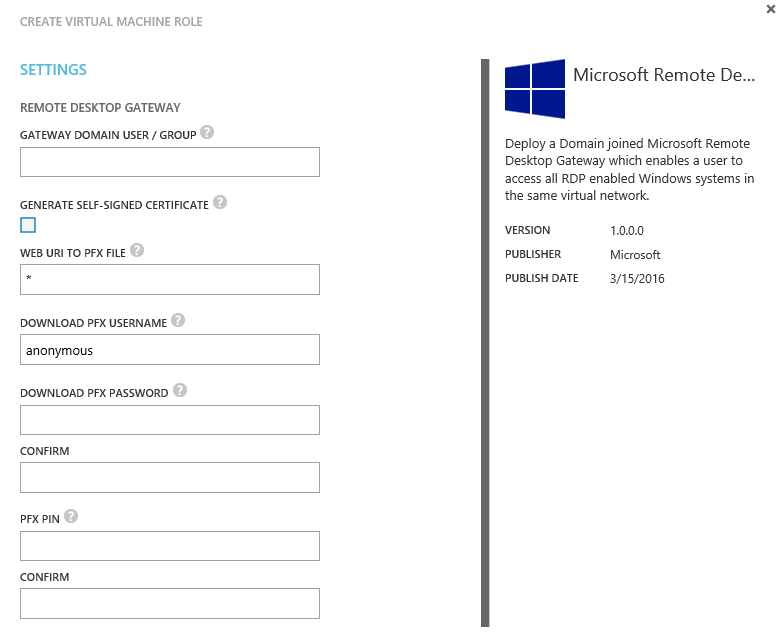 CREATE VIRTUAL MACHINE ROLE
SETTINGS
REMOTE DESKTOP GATEWAY
GATEWAY DOMAIN USER / GROUP ?
GENERATE SELF-SIGNED CERTIFICATE ?
WEB URI TO PFX FILE ?
*
DOWNLOAD PFX USERNAME ?
anonymous
DOWNLOAD PFX PASSWORD ?
CONFIRM
PFX PIN ?
CONFIRM
Microsoft Remote De...
Deploy a Domain joined Microsoft Remote
Desktop Gateway which enables a user to
access all RDP enabled Windows systems in
the same virtual network.
VERSION 1.0.0.0
PUBLISHER Microsoft
PUBLISH DATE 3/15/2016